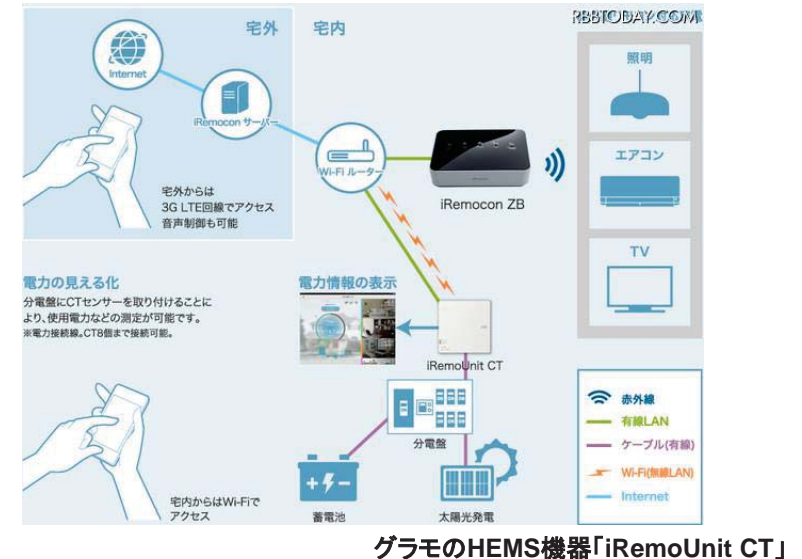 宅外
宅内
RBBTODAY.COM
Internet
iRemocon サーバー
Wi-Fi ルーター
iRemocon ZB
照明
エアコン
TV
宅外からは
3G LTE回線でアクセス
音声制御も可能
電力の見える化
分電盤にCTセンサーを取り付けることに
より、使用電力などの測定が可能です。
※電力接続線。CT8個まで接続可能。
電力情報の表示
iRemoUnit CT
分電盤
蓄電池
太陽光発電
宅内からはWi-Fiで
アクセス
赤外線
有線LAN
ケーブル(有線)
Wi-Fi(無線LAN)
Internet
グラモのHEMS機器「iRemoUnit CT」